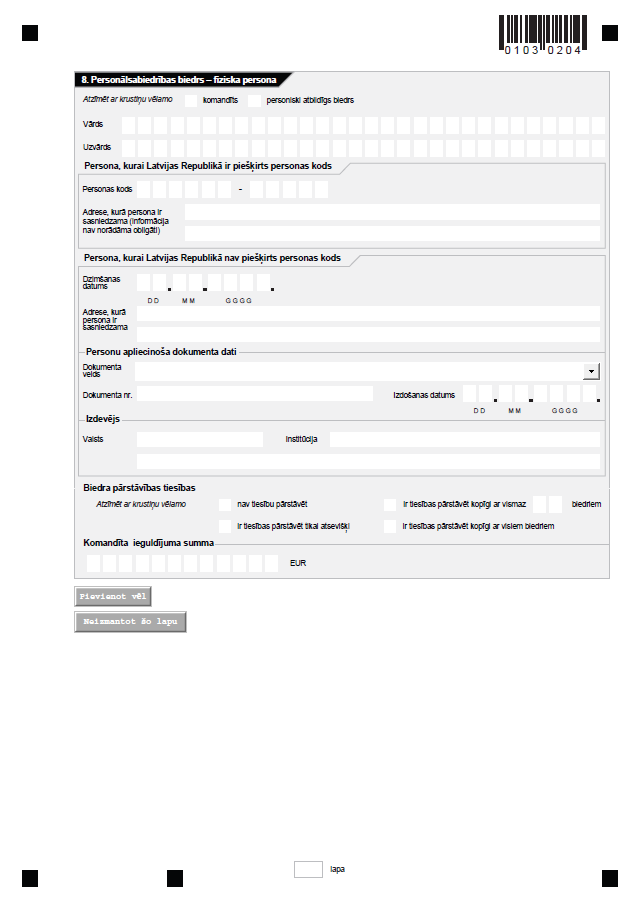 0103 0204
8. Personālsabiedrības biedrs – fiziska persona
Atzīmēt ar krustiņu vēlamo komandīts personiski atbildīgs biedrs
Vārds
Uzvārds
Persona, kurai Latvijas Republikā ir piešķirts personas kods
Personas kods -
Adrese, kurā persona ir
sasniedzama (informācija
nav norādāma obligāti)
Persona, kurai Latvijas Republikā nav piešķirts personas kods
Dzimšanas
datums . . .
DD MM GGGG
Adrese, kurā
persona ir
sasniedzama
Personu apliecinoša dokumenta dati
Dokumenta
veids
Dokumenta nr. Izdošanas datums . . .
DD MM GGGG
Izdevējs
Valsts Institūcija
Biedra pārstāvības tiesības
Atzīmēt ar krustiņu vēlamo nav tiesību pārstāvēt ir tiesības pārstāvēt kopīgi ar vismaz biedriem
ir tiesības pārstāvēt tikai atsevišķi ir tiesības pārstāvēt kopīgi ar visiem biedriem
Komandīta ieguldījuma summa
EUR
Pievienot vēl
Neizmantot šo lapu
lapa